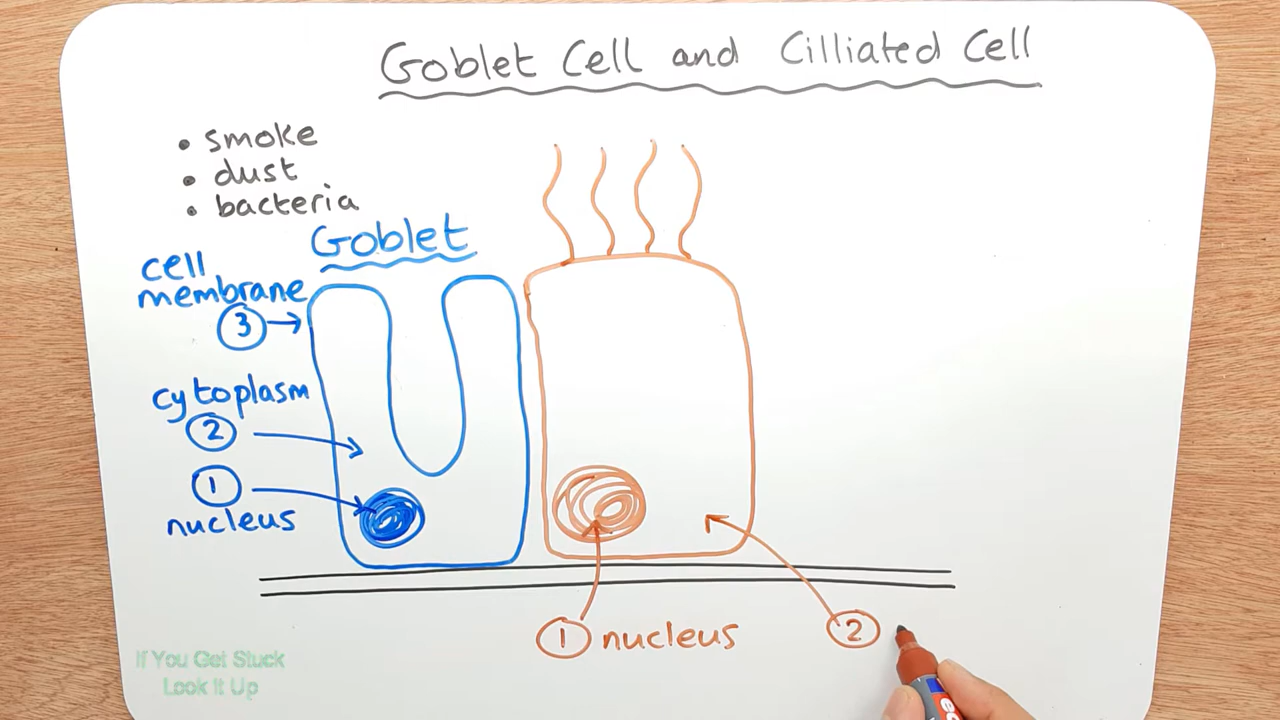 Goblet Cell and Cilliated Cell
• smoke
• dust
• bacteria
Goblet
cell
membrane
3
cytoplasm
2
1
nucleus
1 nucleus
2
If You Get Stuck
Look It Up